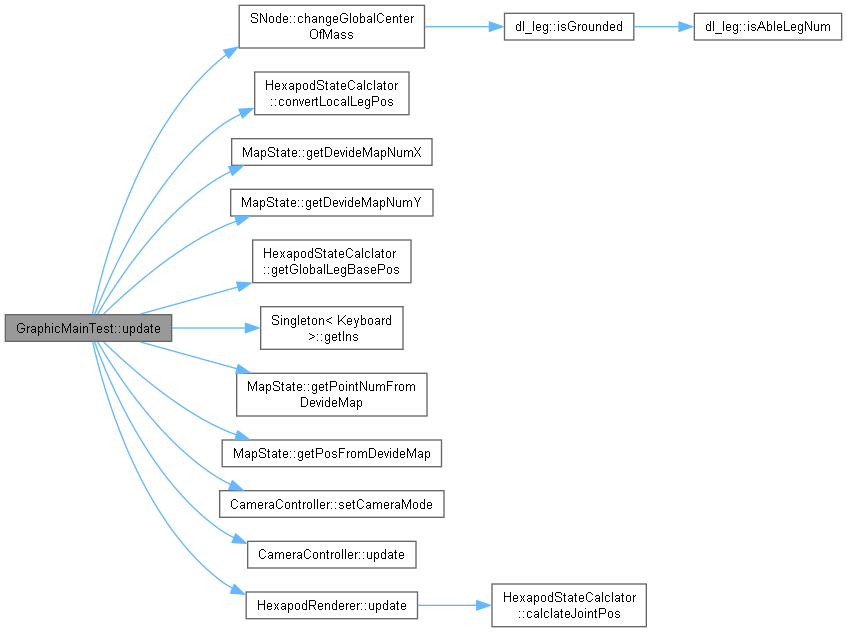 SNode::changeGlobalCenter
OfMass
dl_leg::isGrounded
dl_leg::isAbleLegNum
HexapodStateCalclator
::convertLocalLegPos
MapState::getDevideMapNumX
MapState::getDevideMapNumY
HexapodStateCalclator
::getGlobalLegBasePos
GraphicMainTest::update
Singleton< Keyboard
>::getIns
MapState::getPointNumFrom
DevideMap
MapState::getPosFromDevideMap
CameraController::setCameraMode
CameraController::update
HexapodRenderer::update
HexapodStateCalclator
::calclateJointPos